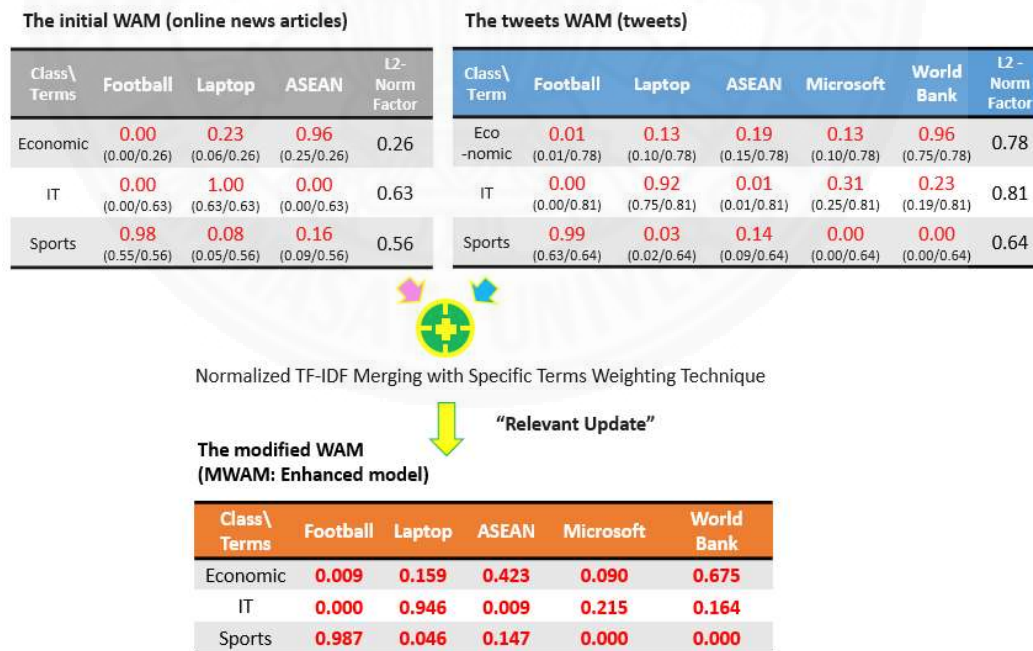 The initial WAM (online news articles)
Class\ Terms Football Laptop ASEAN L2-Norm Factor
Economic 0.00 0.23 0.96 0.26
(0.00/0.26) (0.06/0.26) (0.25/0.26)
IT 0.00 1.00 0.00 0.63
(0.00/0.63) (0.63/0.63) (0.00/0.63)
Sports 0.98 0.08 0.16 0.56
(0.55/0.56) (0.05/0.56) (0.09/0.56)
The tweets WAM (tweets)
Class\ Term Football Laptop ASEAN Microsoft World Bank L2 - Norm Factor
Eco -nomic 0.01 0.13 0.19 0.13 0.96 0.78
(0.01/0.78) (0.10/0.78) (0.15/0.78) (0.10/0.78) (0.75/0.78)
IT 0.00 0.92 0.01 0.31 0.23 0.81
(0.00/0.81) (0.75/0.81) (0.01/0.81) (0.25/0.81) (0.19/0.81)
Sports 0.99 0.03 0.14 0.00 0.00 0.64
(0.63/0.64) (0.02/0.64) (0.09/0.64) (0.00/0.64) (0.00/0.64)
Normalized TF-IDF Merging with Specific Terms Weighting Technique
“Relevant Update”
The modified WAM
(MWAM: Enhanced model)
Class\ Terms Football Laptop ASEAN Microsoft World Bank
Economic 0.009 0.159 0.423 0.090 0.675
IT 0.000 0.946 0.009 0.215 0.164
Sports 0.987 0.046 0.147 0.000 0.000